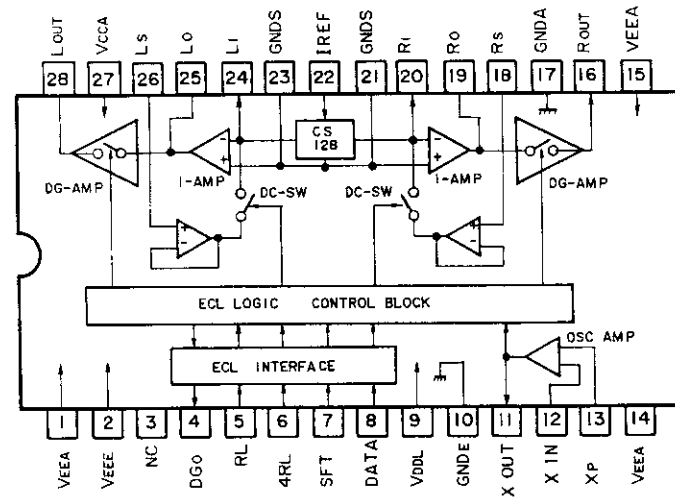 LOUT VCCA LS LO LI GNDS IREF GNDS RI RO RS GNDA ROUT VEEA
28 27 26 25 24 23 22 21 20 19 18 17 16 15
CS
128
- -
+ +
DG-AMP I-AMP DC-SW DC-SW I-AMP DG-AMP
+ +
- -
ECL LOGIC CONTROL BLOCK
OSC AMP
ECL INTERFACE
1 2 3 4 5 6 7 8 9 10 11 12 13 14
VEEA VEEE NC DGO RL 4RL SFT DATA VDDL GNDE X OUT X IN XP VEEA